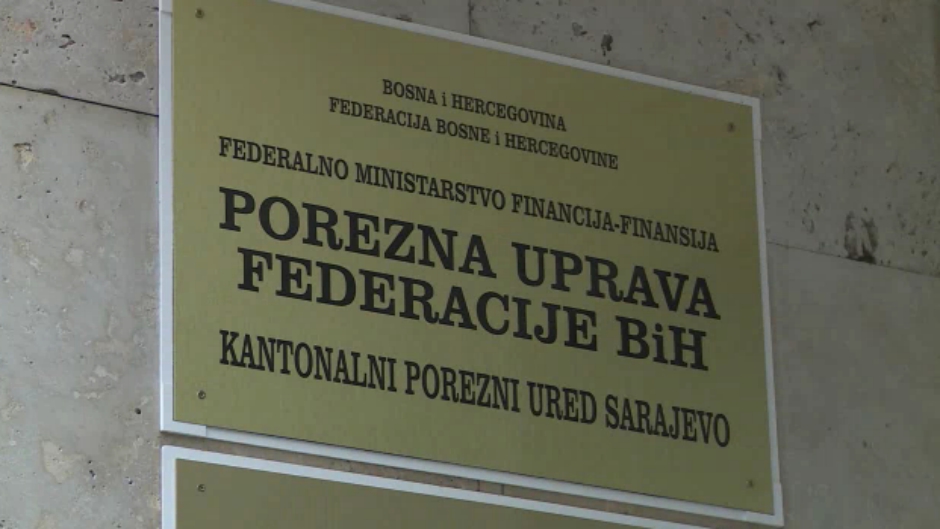 BOSNA i HERCEGOVINA
FEDERACIJA BOSNE i HERCEGOVINE
FEDERALNO MINISTARSTVO FINANCIJA-FINANSIJA
POREZNA UPRAVA
FEDERACIJE BiH
KANTONALNI POREZNI URED SARAJEVO